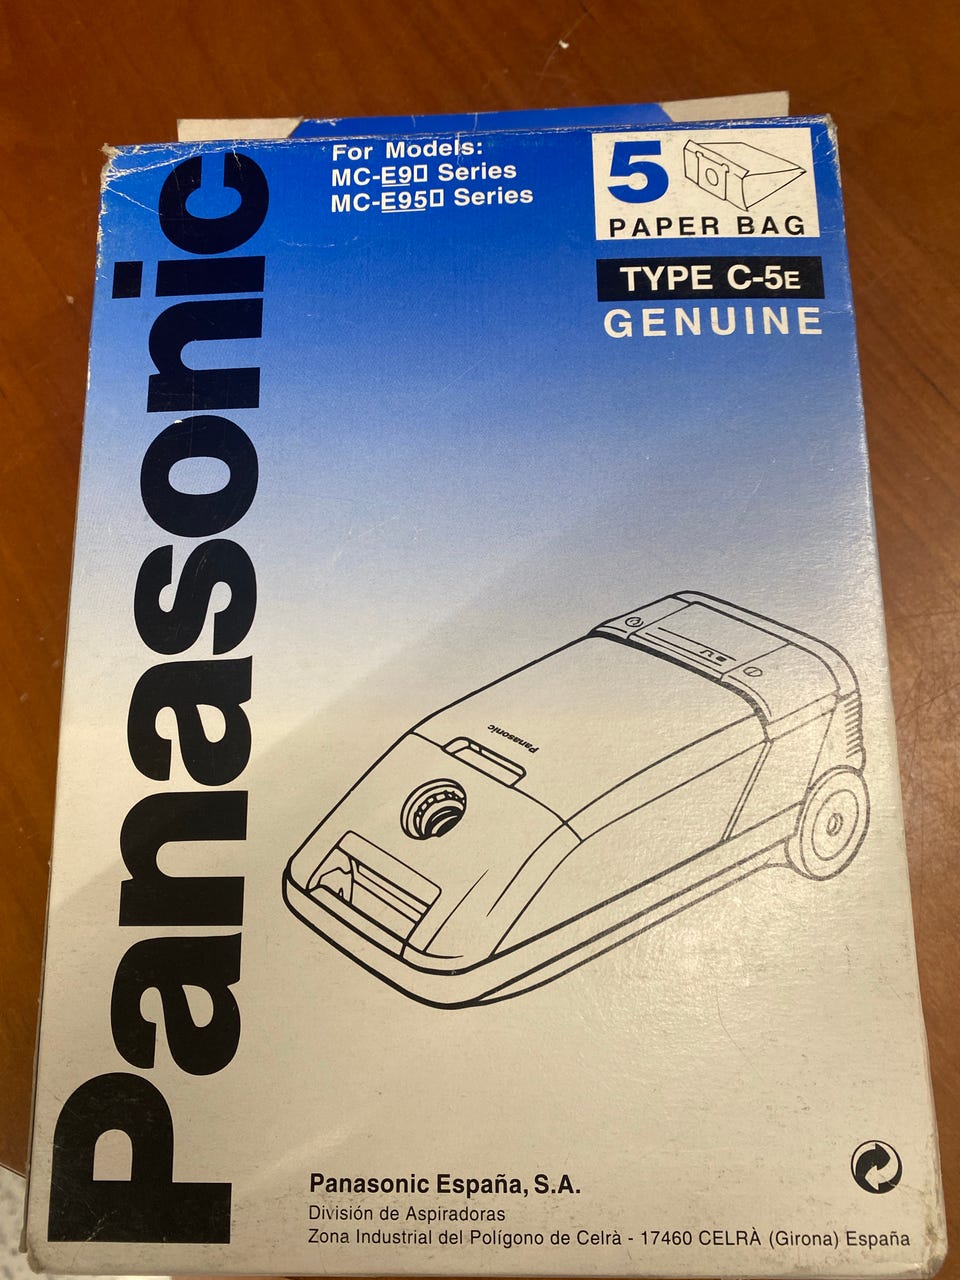 Panasonic
For Models:
MC-E9□ Series
MC-E95□ Series
5
PAPER BAG
TYPE C-5E
GENUINE
Panasonic
Panasonic España, S.A.
División de Aspiradoras
Zona Industrial del Polígono de Celrà - 17460 CELRÀ (Girona) España